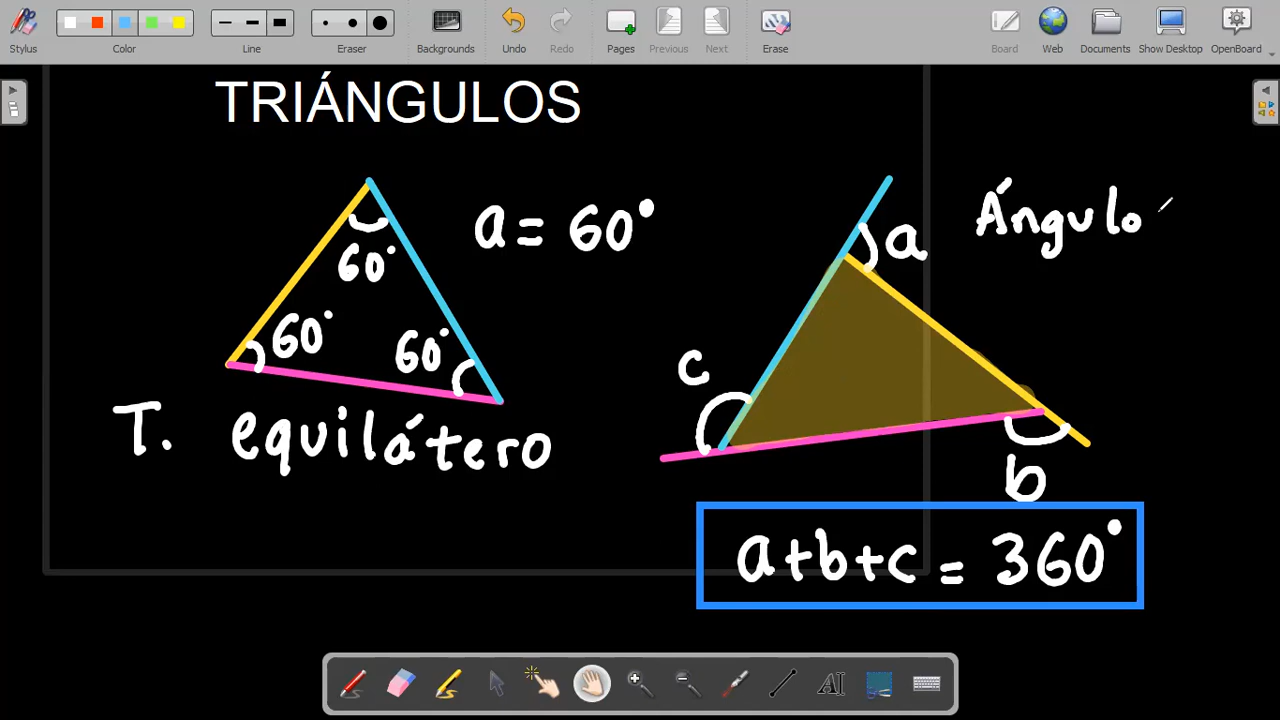 Stylus
Color
Line
Eraser
Backgrounds
Undo
Redo
Pages
Previous
Next
Erase
Board
Web
Documents
Show Desktop
OpenBoard
TRIÁNGULOS
60°
60°
60°
a = 60°
T. equilátero
Ángulo
a
c
b
a+b+c = 360°
AI